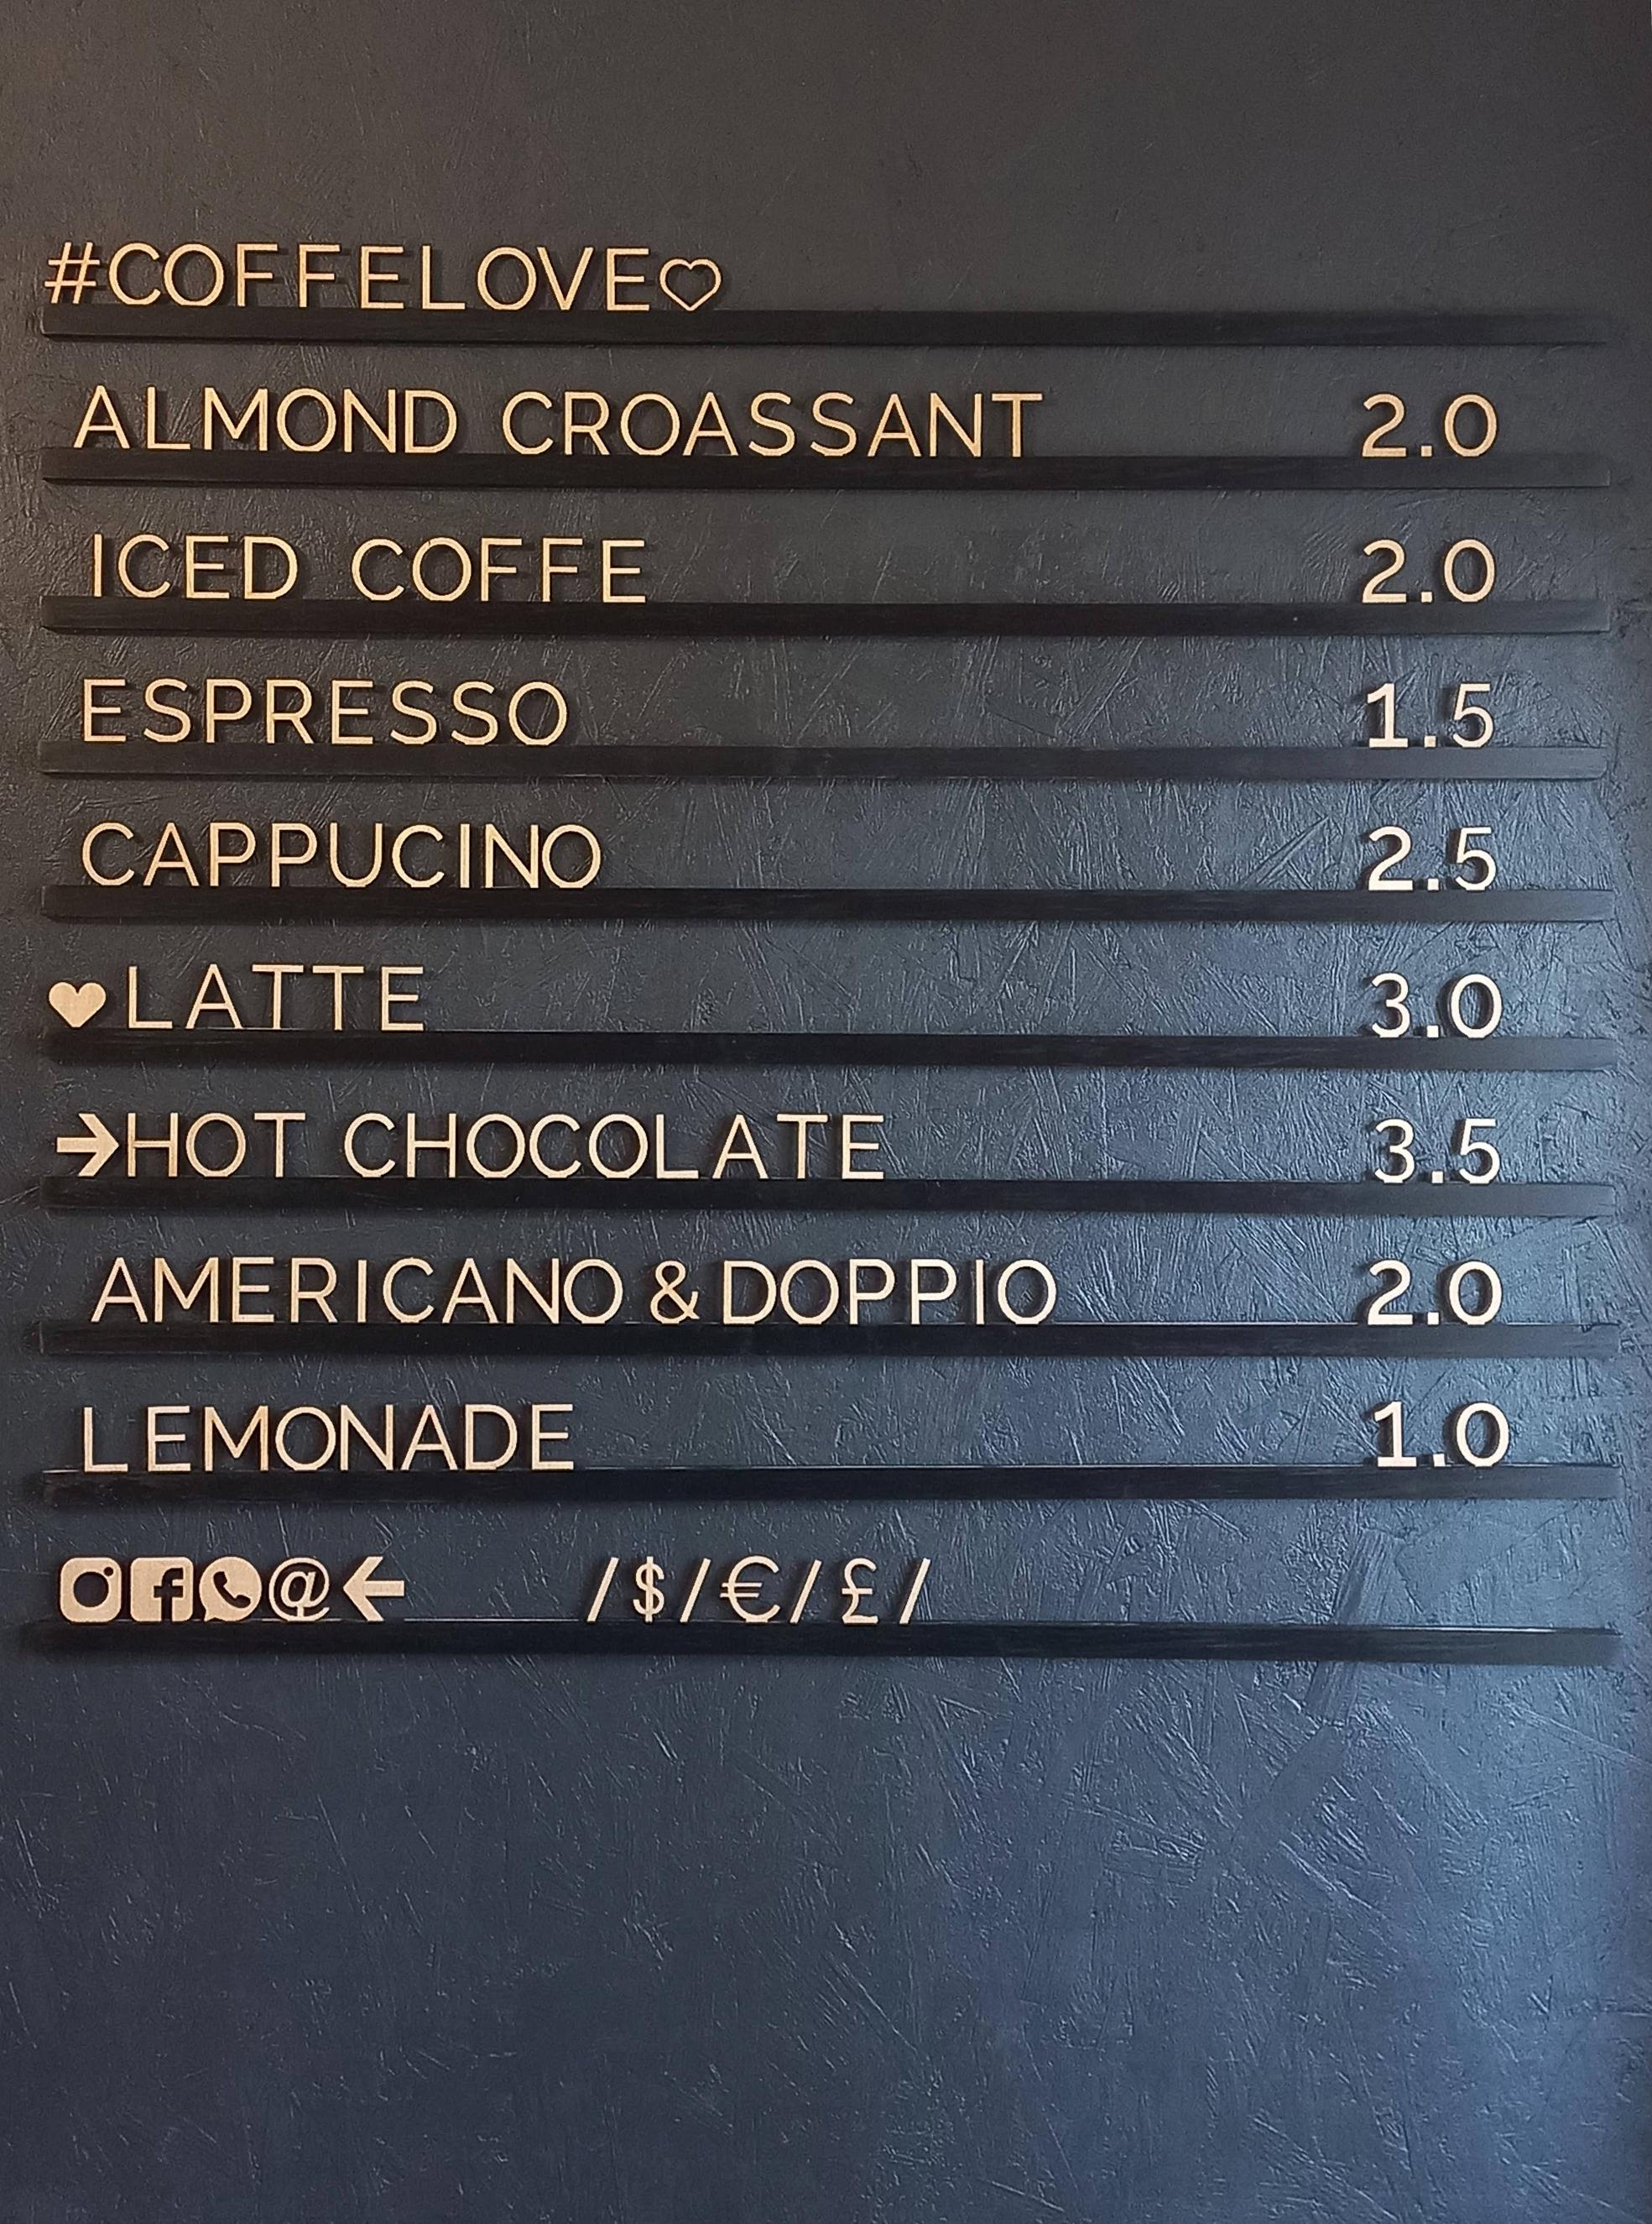 #COFFELOVE♡
ALMOND CROASSANT 2.0
ICED COFFE 2.0
ESPRESSO 1.5
CAPPUCINO 2.5
♥LATTE 3.0
→HOT CHOCOLATE 3.5
AMERICANO & DOPPIO 2.0
LEMONADE 1.0
@← /$/€/£/